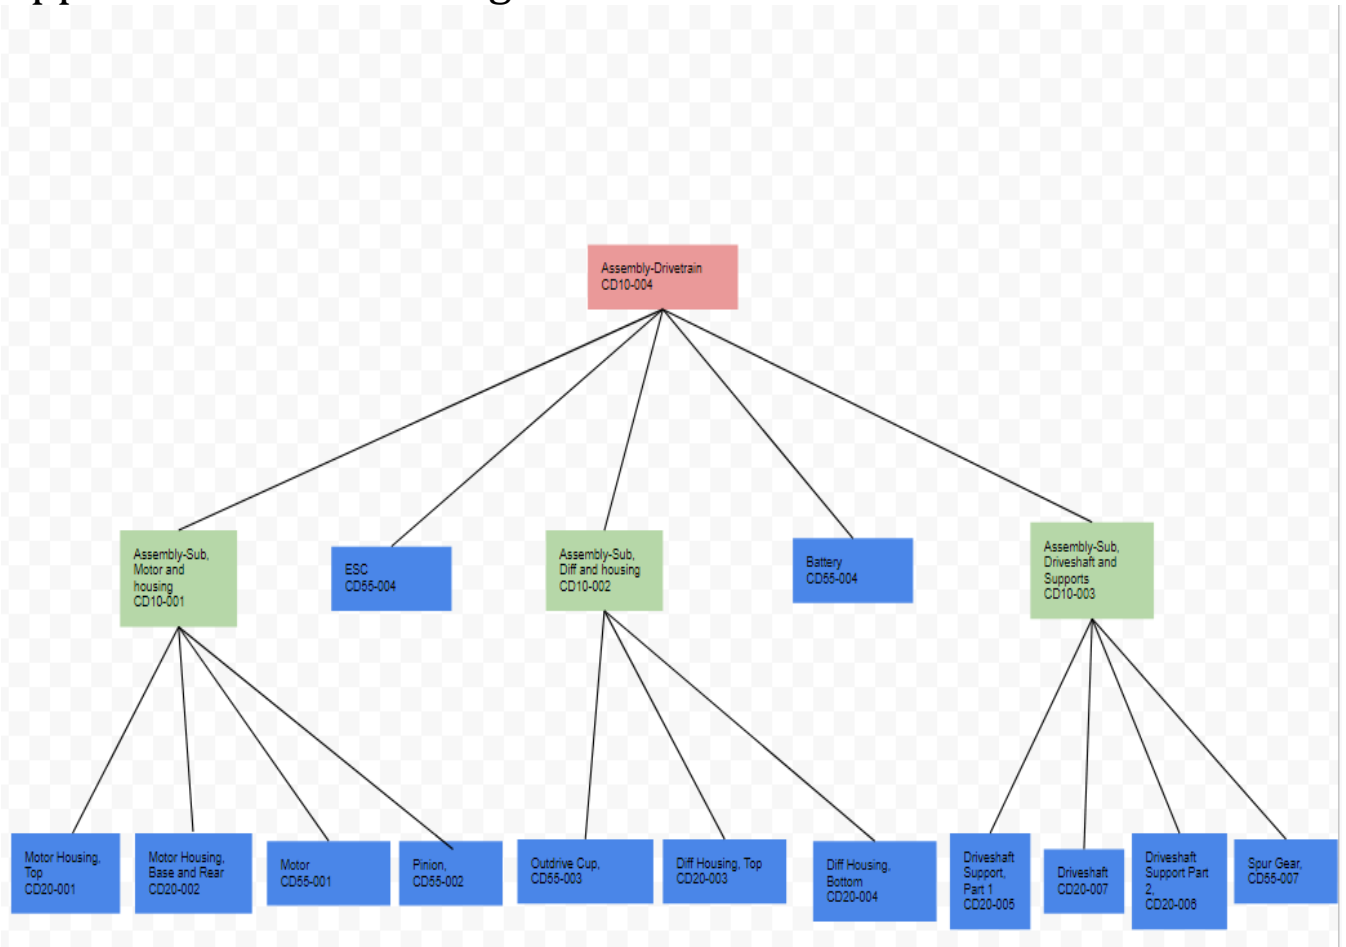 Assembly-Drivetrain
CD10-004
Assembly-Sub,
Motor and
housing
CD10-001
ESC
CD55-004
Assembly-Sub,
Diff and housing
CD10-002
Battery
CD55-004
Assembly-Sub,
Driveshaft and
Supports
CD10-003
Motor Housing,
Top
CD20-001
Motor Housing,
Base and Rear
CD20-002
Motor
CD55-001
Pinion,
CD55-002
Outdrive Cup,
CD55-003
Diff Housing, Top
CD20-003
Diff Housing,
Bottom
CD20-004
Driveshaft
Support,
Part 1
CD20-005
Driveshaft
CD20-007
Driveshaft
Support Part
2,
CD20-006
Spur Gear,
CD55-007